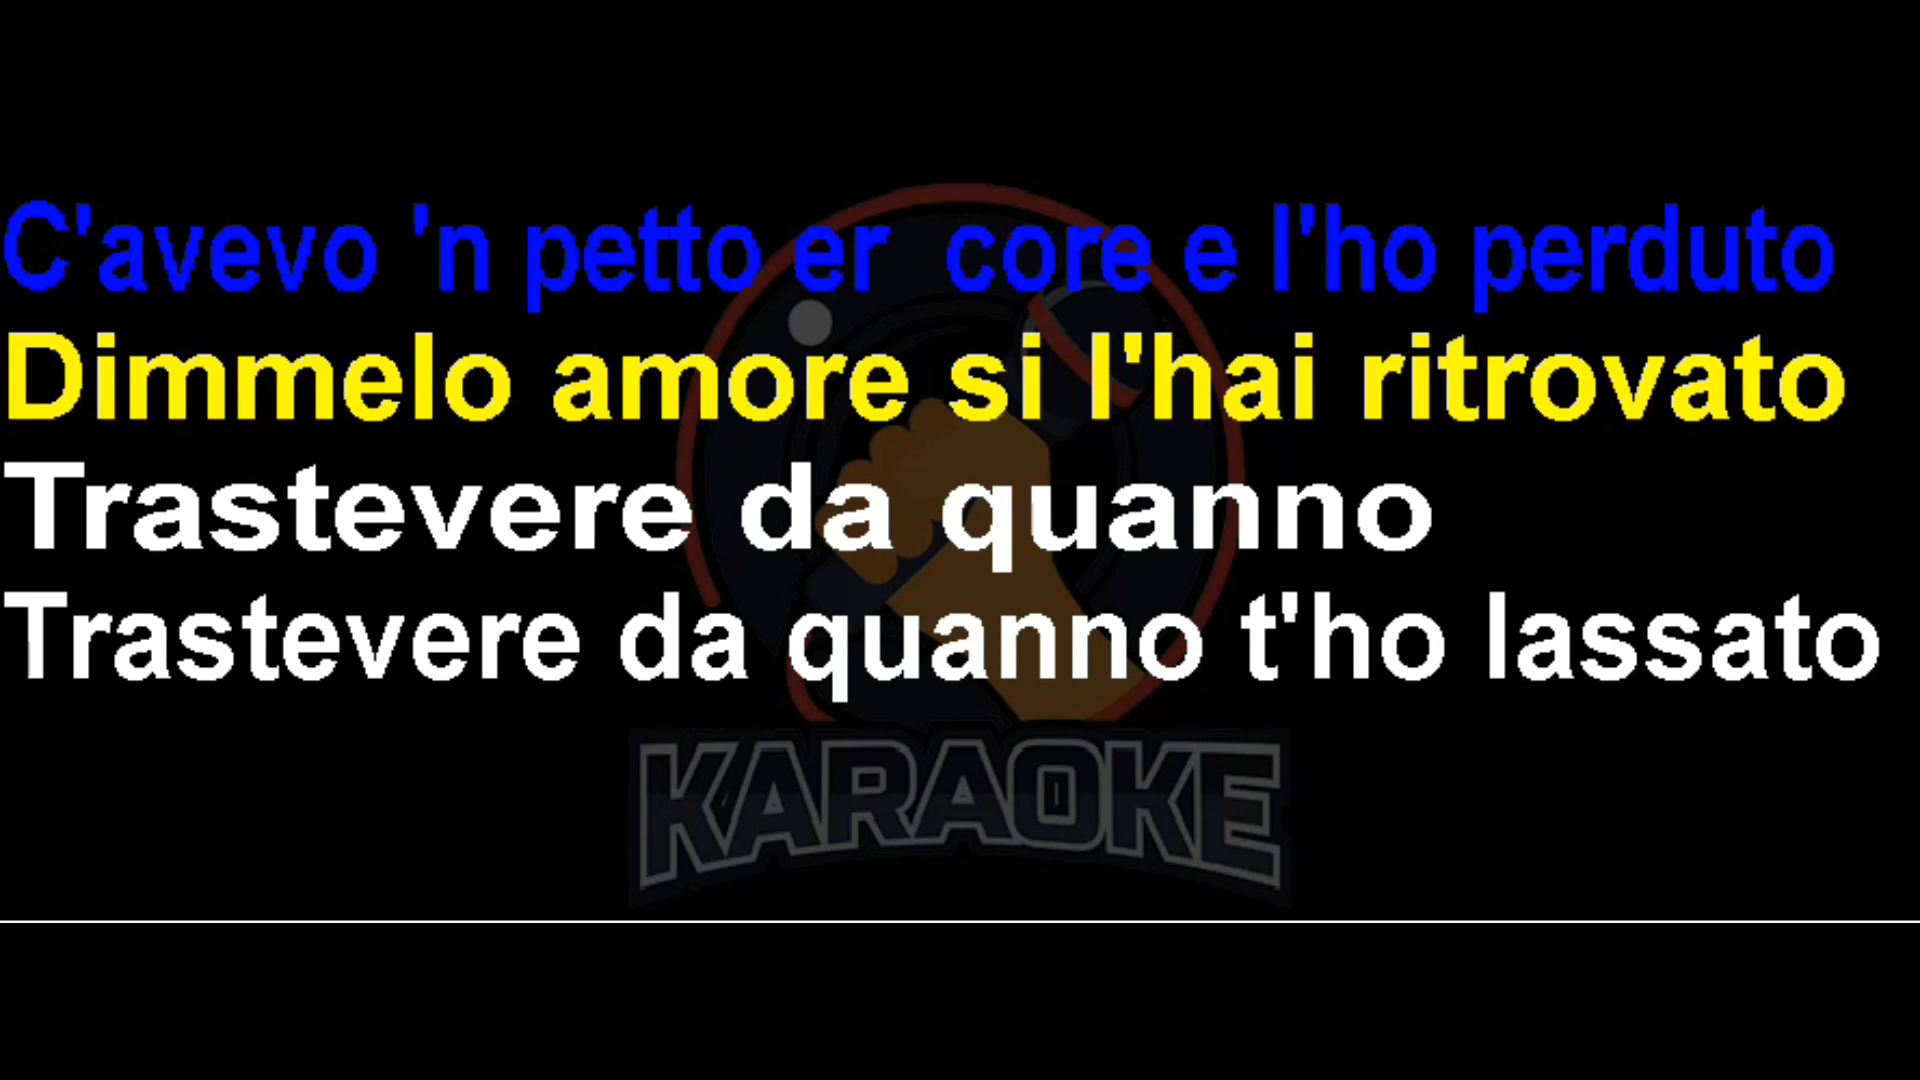 C'avevo 'n petto er  core e l'ho perduto
Dimmelo amore si l'hai ritrovato
Trastevere da quanno
Trastevere da quanno t'ho lassato
KARAOKE